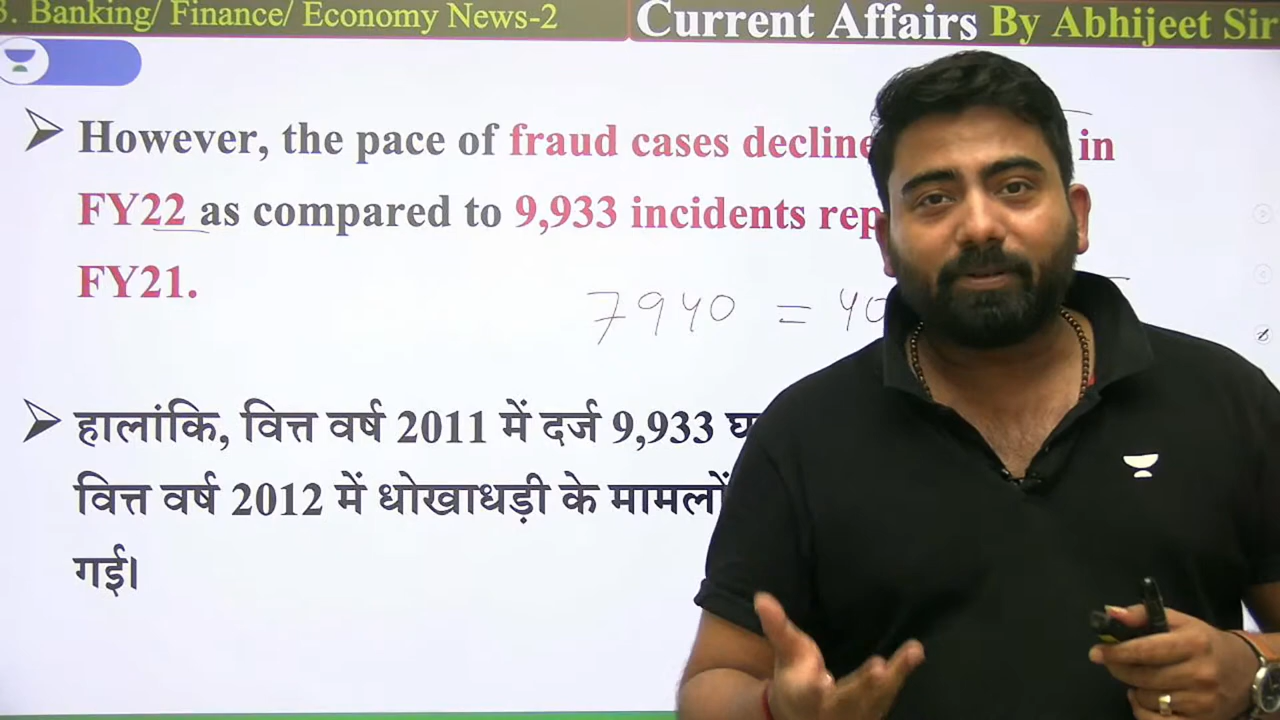 3. Banking/ Finance/ Economy News-2
Current Affairs By Abhijeet Sir
However, the pace of fraud cases decline in
FY22 as compared to 9,933 incidents rep
FY21.
7940 = 40
हालांकि, वित्त वर्ष 2011 में दर्ज 9,933 घ
वित्त वर्ष 2012 में धोखाधड़ी के मामलों
गई।